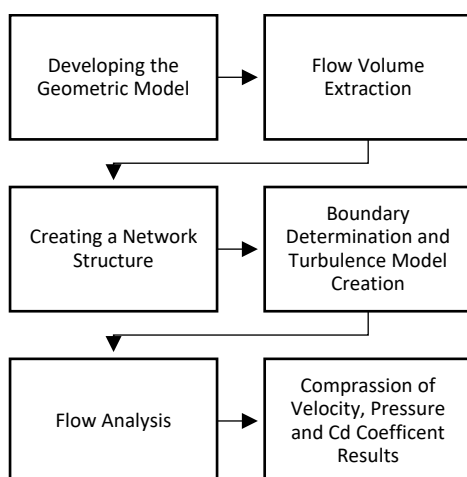 Developing the
Geometric Model
Flow Volume
Extraction
Creating a Network
Structure
Boundary
Determination and
Turbulence Model
Creation
Flow Analysis
Comprassion of
Velocity, Pressure
and Cd Coefficent
Results